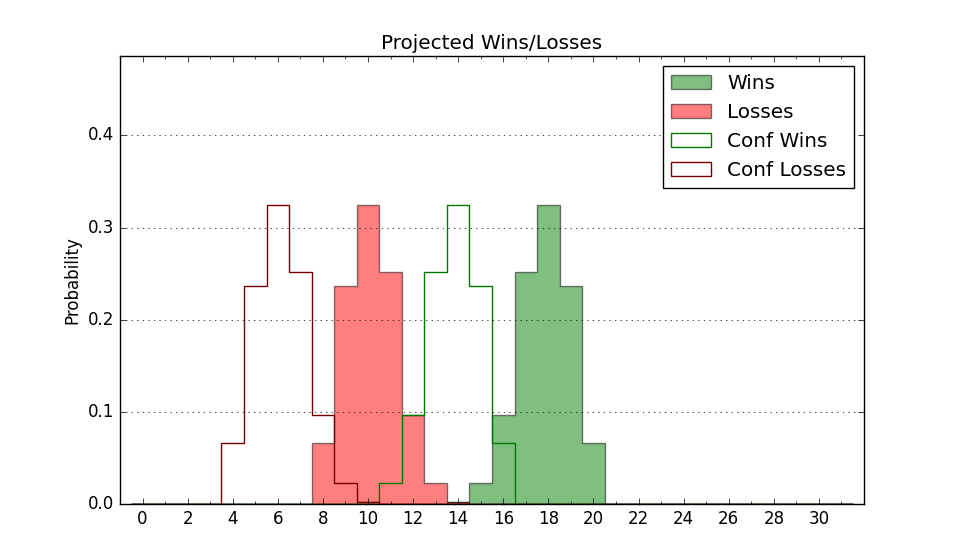 Projected Wins/Losses
Wins
Losses
Conf Wins
Conf Losses
Probability
0.4
0.3
0.2
0.1
0.0
0 2 4 6 8 10 12 14 16 18 20 22 24 26 28 30